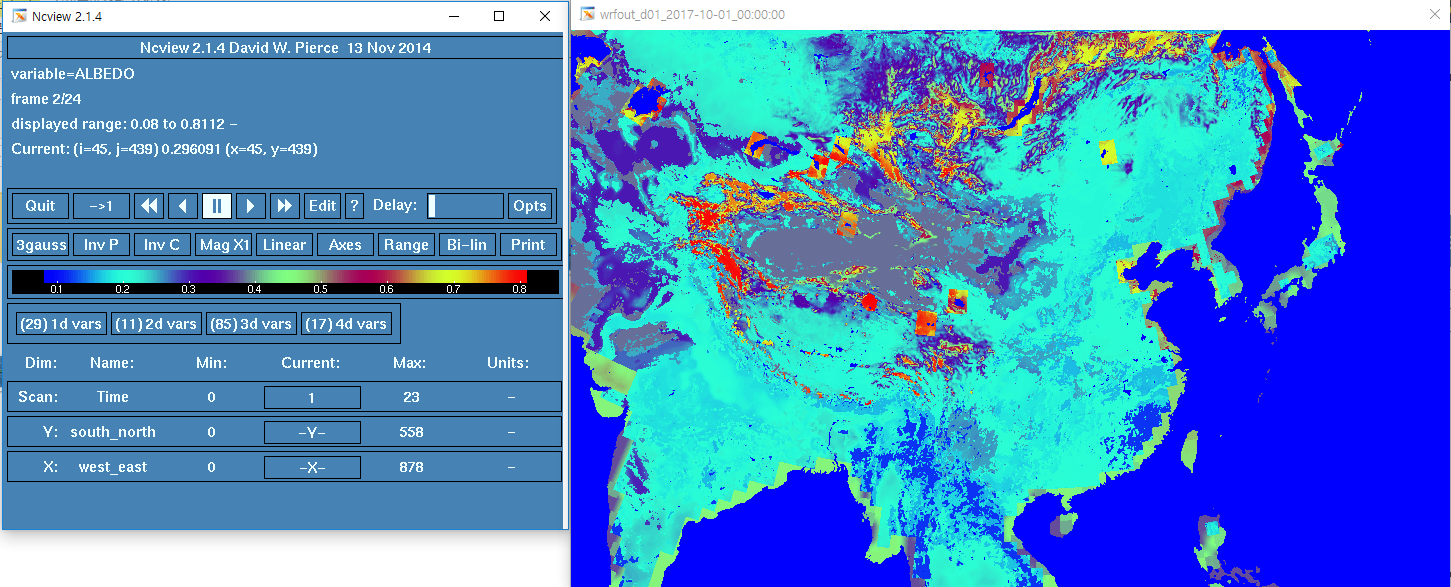 Ncview 2.1.4
wrfout_d01_2017-10-01_00:00:00
Ncview 2.1.4 David W. Pierce 13 Nov 2014
variable=ALBEDO
frame 2/24
displayed range: 0.08 to 0.8112 -
Current: (i=45, j=439) 0.296091 (x=45, y=439)
Quit ->1 Edit ? Delay: Opts
3gauss Inv P Inv C Mag X1 Linear Axes Range Bi-lin Print
0.1 0.2 0.3 0.4 0.5 0.6 0.7 0.8
(29) 1d vars (11) 2d vars (85) 3d vars (17) 4d vars
Dim: Name: Min: Current: Max: Units:
Scan: Time 0 1 23 -
Y: south_north 0 -Y- 558 -
X: west_east 0 -X- 878 -